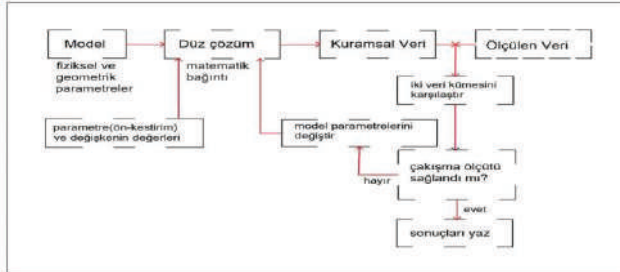 Model
Düz çözüm
Kuramsal Veri
Ölçülen Veri
fiziksel ve
geometrik
parametreler
matematik
bağıntı
iki veri kümesini
karşılaştır
parametre(ön-kestirim)
ve değişkenin değerleri
model parametrelerini
değiştir
çakışma ölçütü
sağlandı mı?
hayır
evet
sonuçları yaz